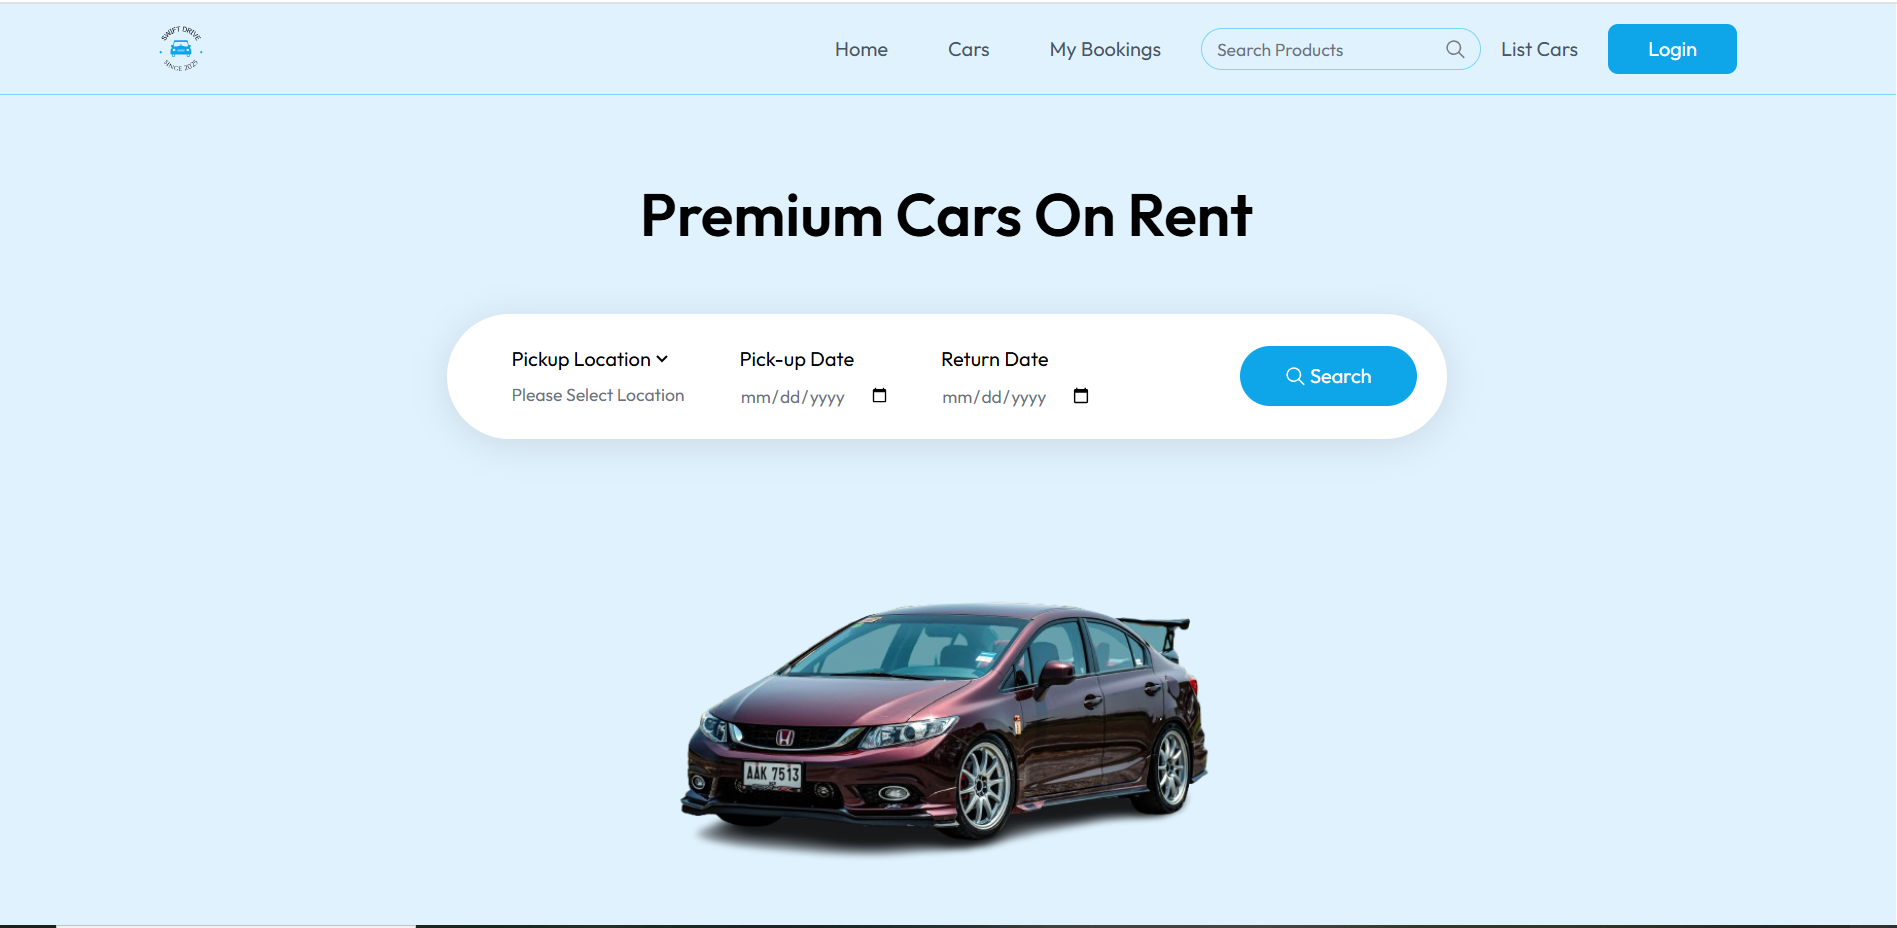 SWIFT DRIVE
SINCE 2025
Home
Cars
My Bookings
Search Products
List Cars
Login
Premium Cars On Rent
Pickup Location
Please Select Location
Pick-up Date
mm/dd/yyyy
Return Date
mm/dd/yyyy
Search
AAK 7513